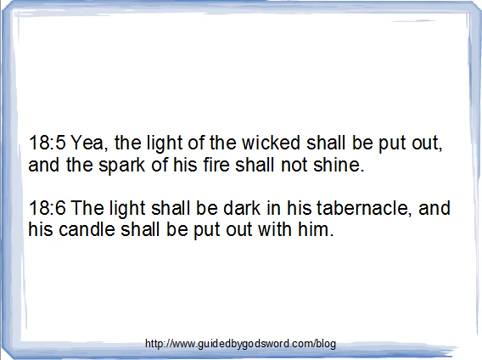 18:5 Yea, the light of the wicked shall be put out,
and the spark of his fire shall not shine.
18:6 The light shall be dark in his tabernacle, and
his candle shall be put out with him.
http://www.guidedbygodsword.com/blog